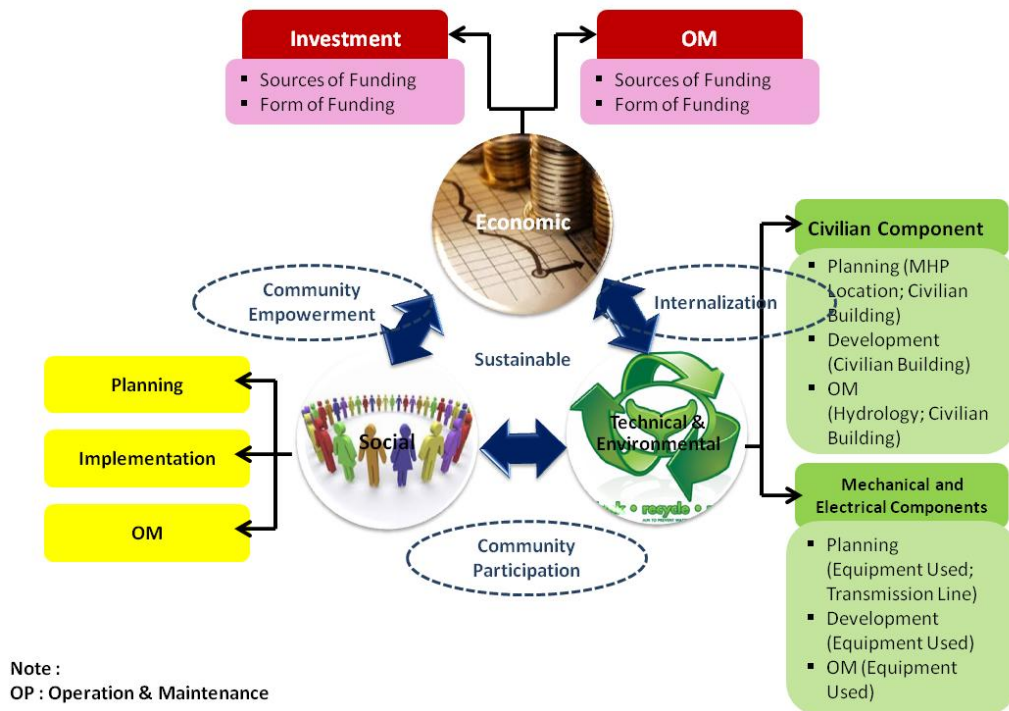 Investment
▪ Sources of Funding
▪ Form of Funding
OM
▪ Sources of Funding
▪ Form of Funding
Economic
Community
Empowerment
Internalization
Sustainable
Social
Technical &
Environmental
recycle
Community
Participation
Planning
Implementation
OM
Civilian Component
▪ Planning (MHP
Location; Civilian
Building)
▪ Development
(Civilian Building)
▪ OM
(Hydrology; Civilian
Building)
Mechanical and
Electrical Components
▪ Planning
(Equipment Used;
Transmission Line)
▪ Development
(Equipment Used)
▪ OM (Equipment
Used)
Note :
OP : Operation & Maintenance